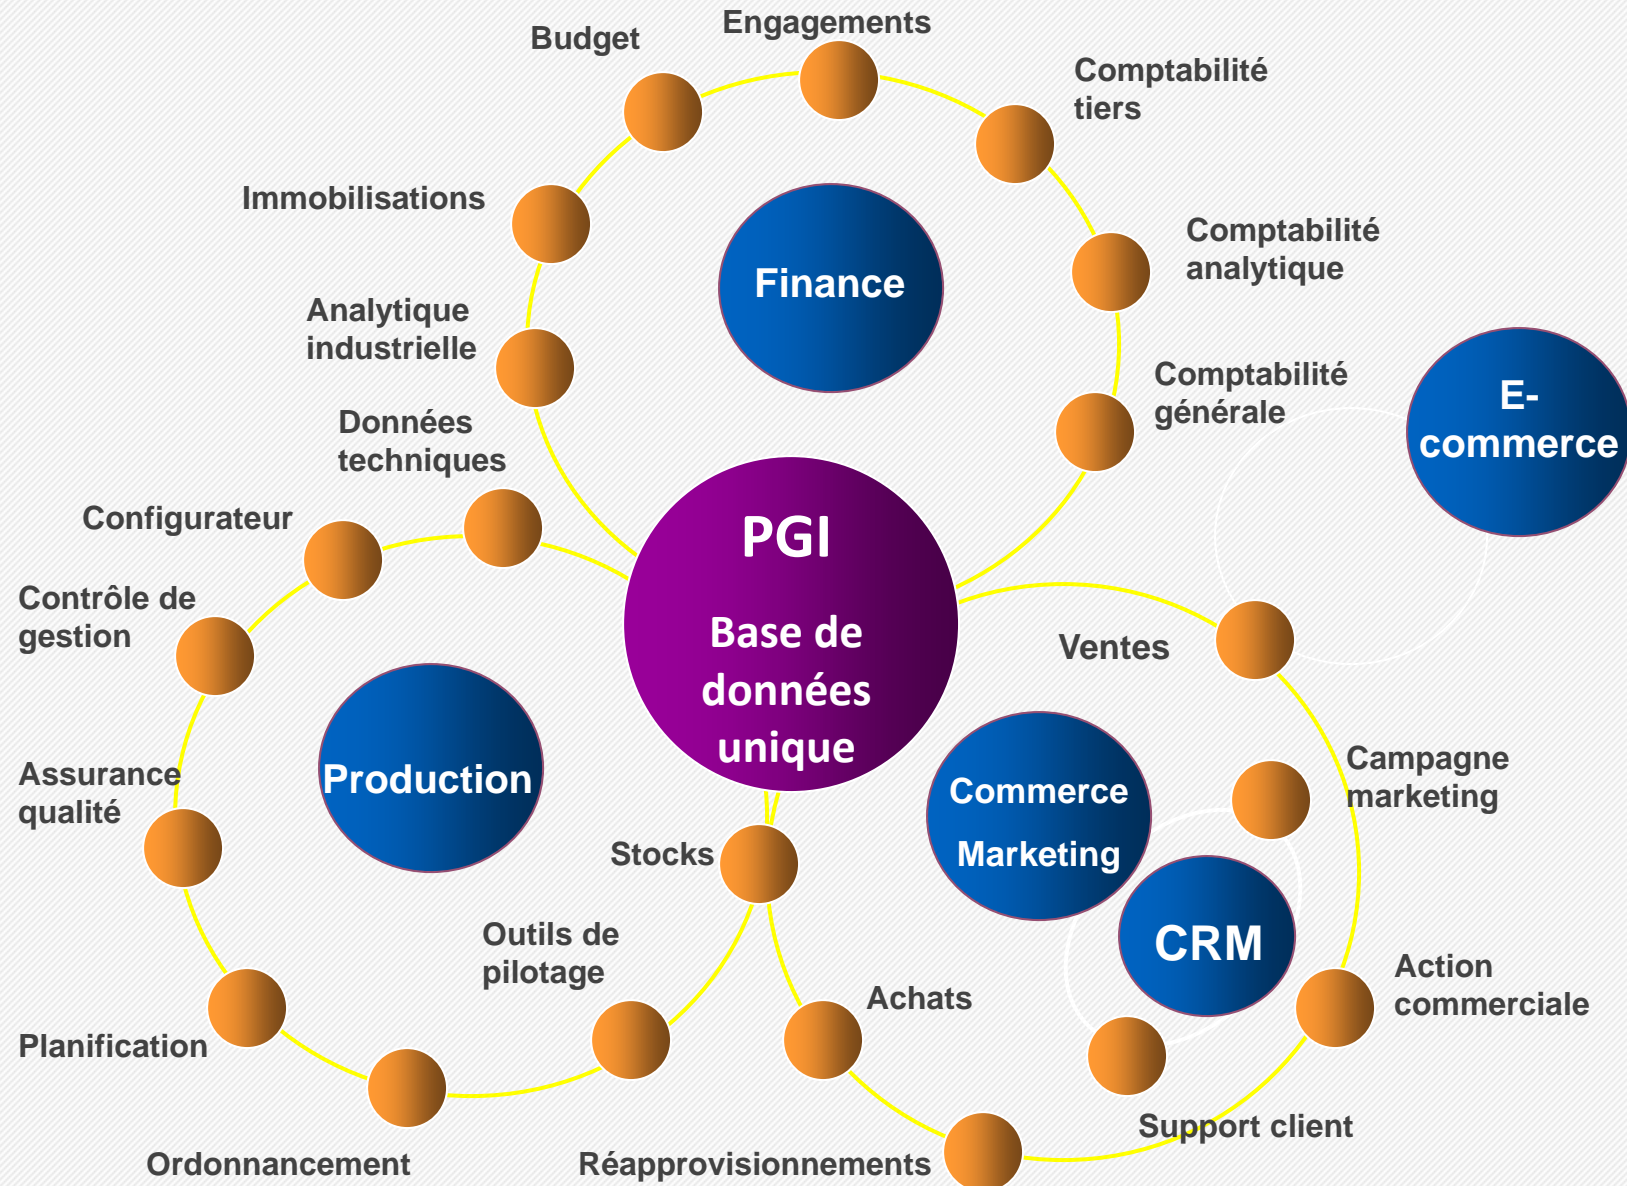 Engagements
Budget
Comptabilité
tiers
Immobilisations
Comptabilité
analytique
Finance
Analytique
industrielle
Comptabilité
générale
E-
commerce
Données
techniques
Configurateur
PGI
Base de
données
unique
Contrôle de
gestion
Ventes
Production
Assurance
qualité
Campagne
marketing
Commerce
Marketing
Stocks
CRM
Outils de
pilotage
Action
commerciale
Achats
Planification
Support client
Ordonnancement
Réapprovisionnements